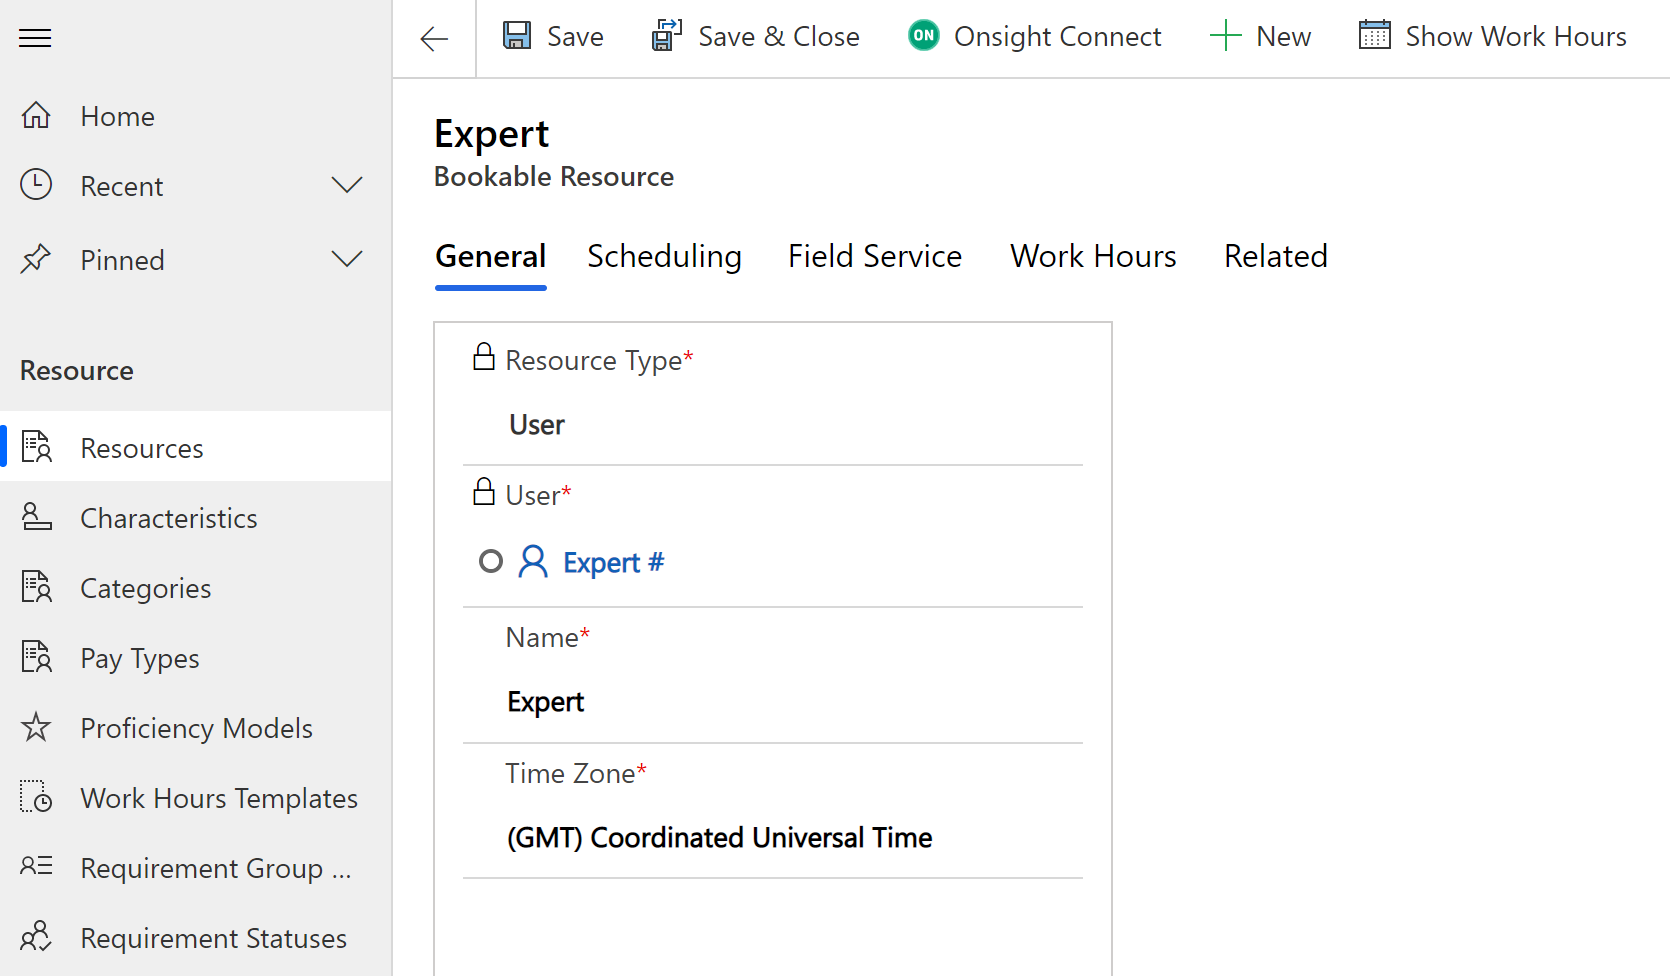 Save
Save & Close
ON
Onsight Connect
New
Show Work Hours
Home
Recent
Pinned
Resource
Resources
Characteristics
Categories
Pay Types
Proficiency Models
Work Hours Templates
Requirement Group ...
Requirement Statuses
Expert
Bookable Resource
General
Scheduling
Field Service
Work Hours
Related
Resource Type*
User
User*
Expert #
Name*
Expert
Time Zone*
(GMT) Coordinated Universal Time